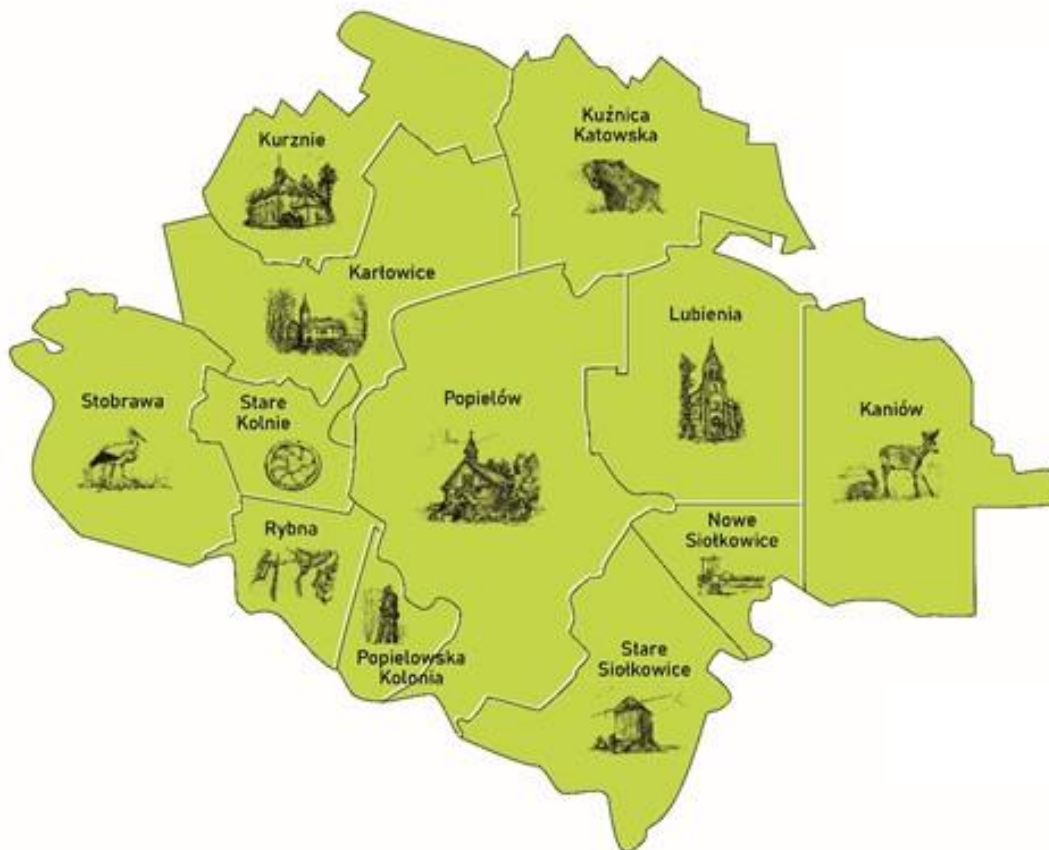 Kurznie
Kuźnica
Katowska
Karłowice
Lubienia
Stobrawa
Stare
Kolnie
Popielów
Kaniów
Rybna
Nowe
Siołkowice
Popielowska
Kolonia
Stare
Siołkowice